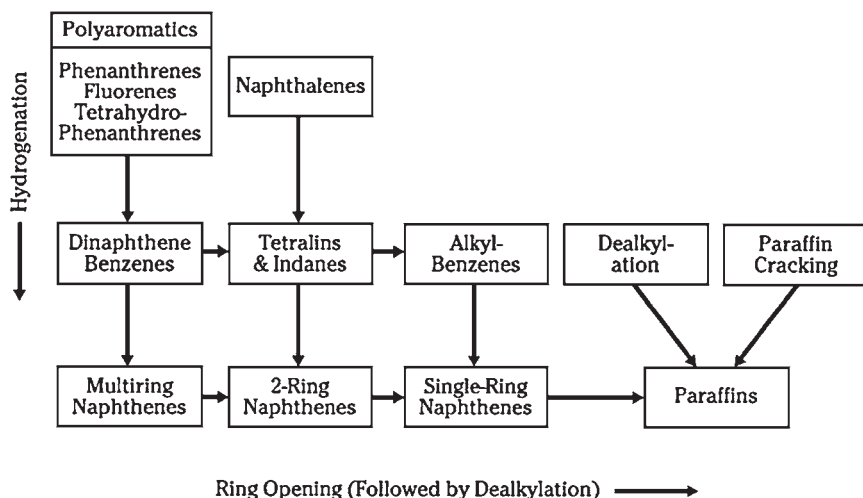 Polyaromatics
Phenanthrenes
Fluorenes
Tetrahydro-
Phenanthrenes
Naphthalenes
Hydrogenation
Dinaphthene
Benzenes
Tetralins
& Indanes
Alkyl-
Benzenes
Dealkyl-
ation
Paraffin
Cracking
Multiring
Naphthenes
2-Ring
Naphthenes
Single-Ring
Naphthenes
Paraffins
Ring Opening (Followed by Dealkylation)